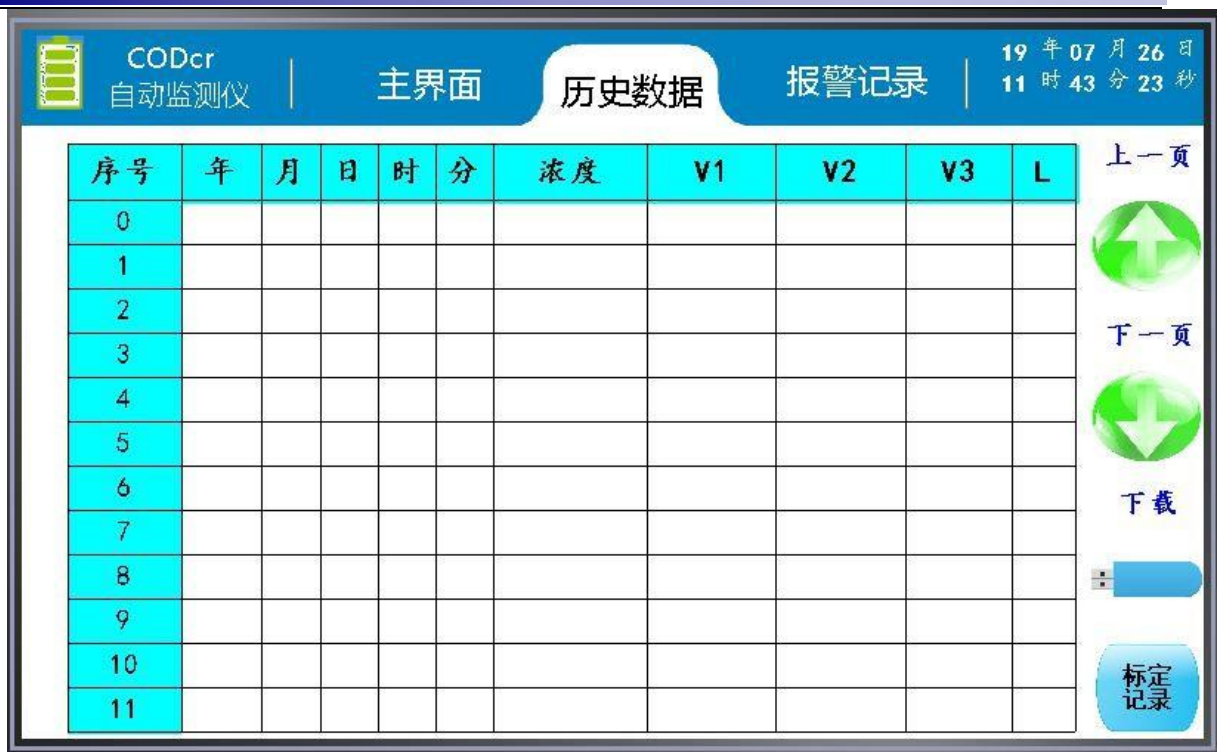 CODcr
自动监测仪
主界面
历史数据
报警记录
19 年 07 月 26 日
11 时 43 分 23 秒
序号 年 月 日 时 分 浓度 V1 V2 V3 L
0
1
2
3
4
5
6
7
8
9
10
11
上一页
下一页
下载
标定
记录